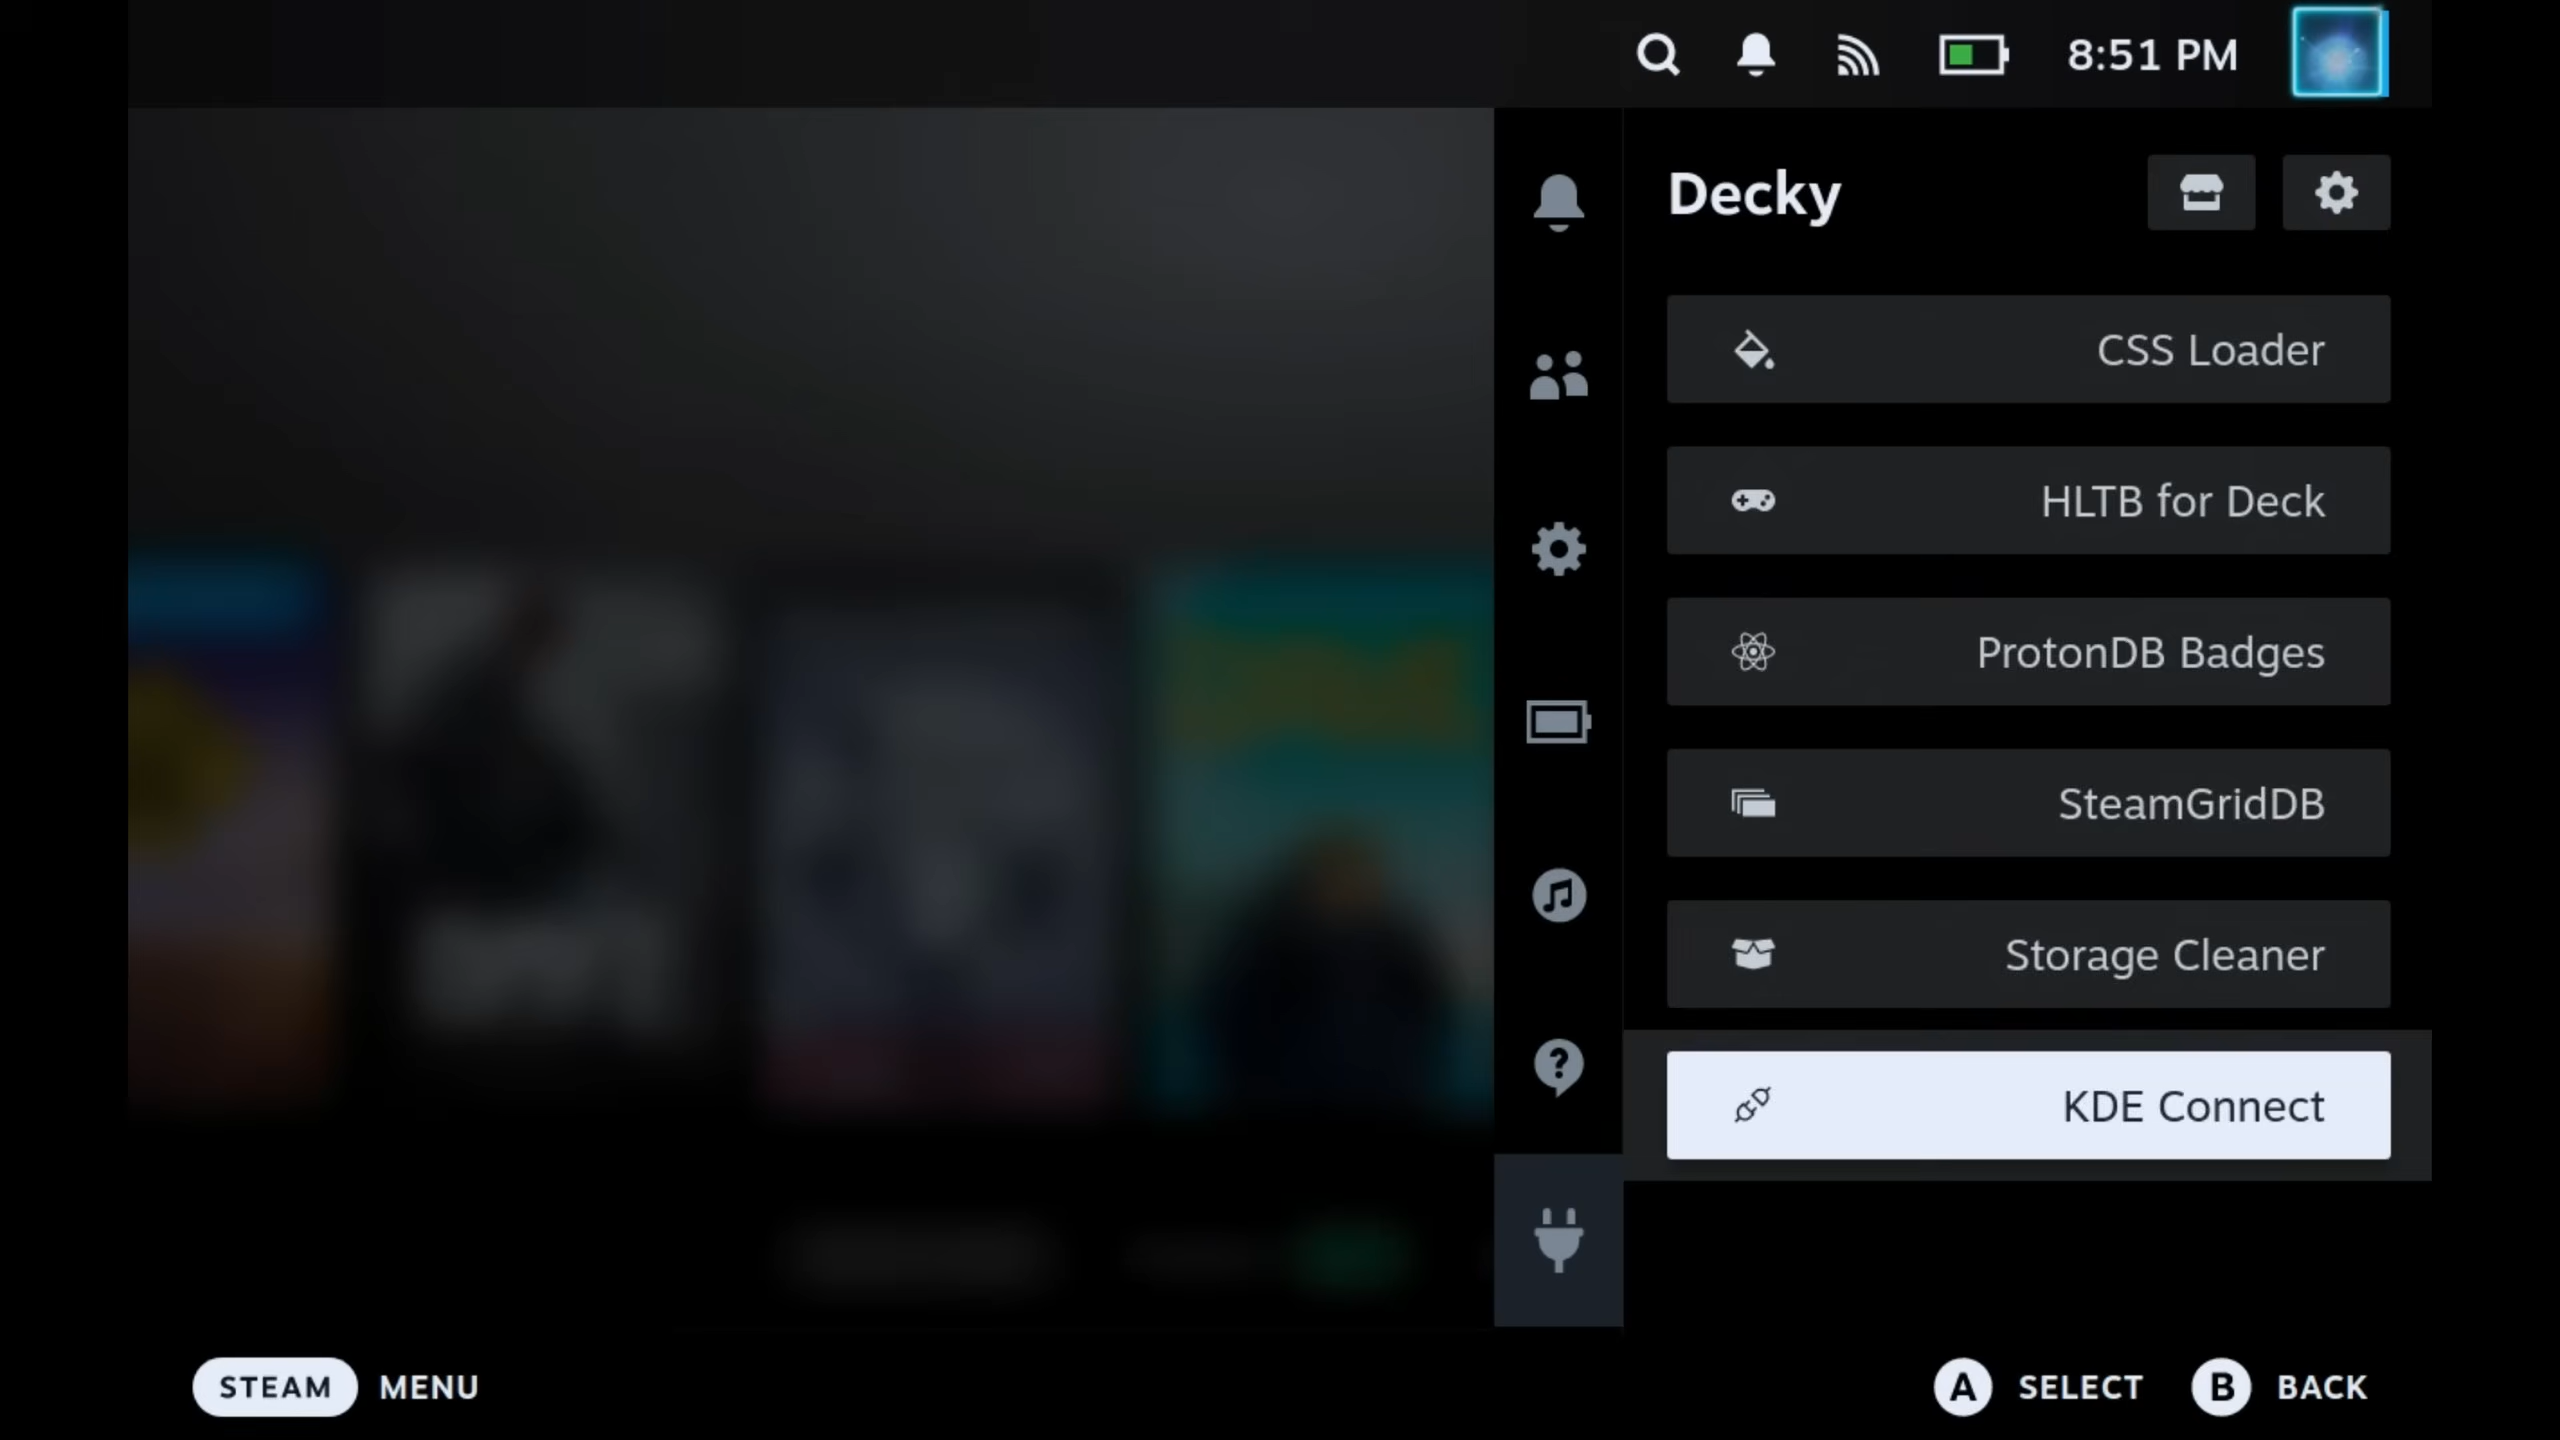 8:51 PM
Decky
CSS Loader
HLTB for Deck
ProtonDB Badges
SteamGridDB
Storage Cleaner
KDE Connect
STEAM MENU
A SELECT B BACK